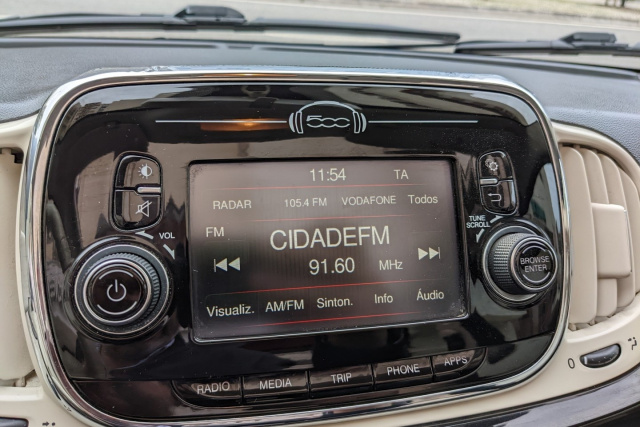 500
11:54 TA
RADAR 105.4 FM VODAFONE Todos
FM
CIDADEFM
91.60 MHz
Visualiz. AM/FM Sinton. Info Áudio
VOL
TUNE
SCROLL
BROWSE
ENTER
RADIO MEDIA TRIP PHONE APPS
0